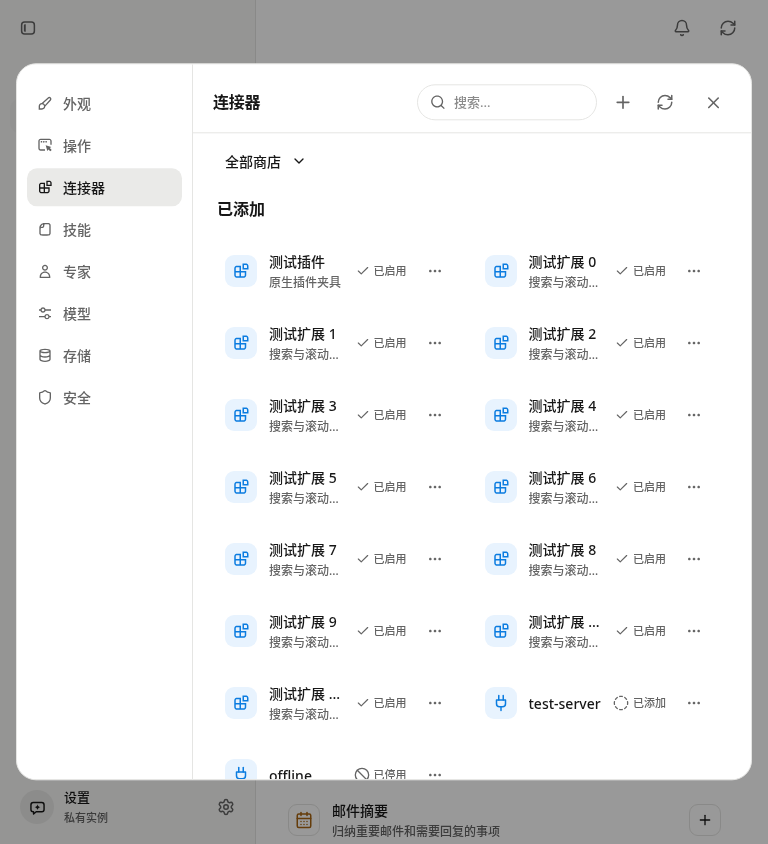 连接器
搜索...
外观
操作
连接器
技能
专家
模型
存储
安全
全部商店
已添加
测试插件
原生插件夹具
已启用
测试扩展 0
搜索与滚动...
已启用
测试扩展 1
搜索与滚动...
已启用
测试扩展 2
搜索与滚动...
已启用
测试扩展 3
搜索与滚动...
已启用
测试扩展 4
搜索与滚动...
已启用
测试扩展 5
搜索与滚动...
已启用
测试扩展 6
搜索与滚动...
已启用
测试扩展 7
搜索与滚动...
已启用
测试扩展 8
搜索与滚动...
已启用
测试扩展 9
搜索与滚动...
已启用
测试扩展 ...
搜索与滚动...
已启用
测试扩展 ...
搜索与滚动...
已启用
test-server
已添加
offline
已停用
设置
私有实例
邮件摘要
归纳重要邮件和需要回复的事项